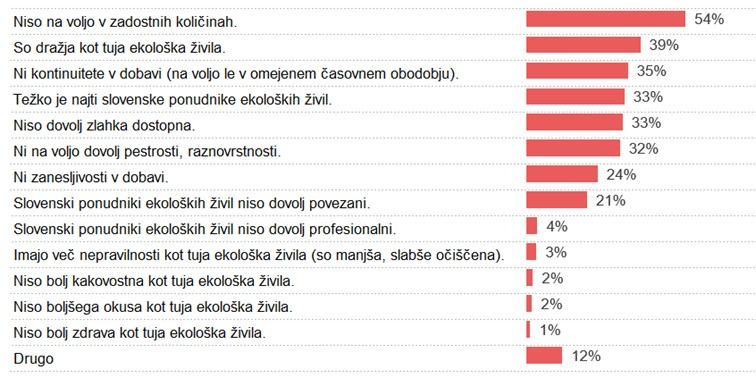 Niso na voljo v zadostnih količinah. 54%
So dražja kot tuja ekološka živila. 39%
Ni kontinuitete v dobavi (na voljo le v omejenem časovnem obodobju). 35%
Težko je najti slovenske ponudnike ekoloških živil. 33%
Niso dovolj zlahka dostopna. 33%
Ni na voljo dovolj pestrosti, raznovrstnosti. 32%
Ni zanesljivosti v dobavi. 24%
Slovenski ponudniki ekoloških živil niso dovolj povezani. 21%
Slovenski ponudniki ekoloških živil niso dovolj profesionalni. 4%
Imajo več nepravilnosti kot tuja ekološka živila (so manjša, slabše očiščena). 3%
Niso bolj kakovostna kot tuja ekološka živila. 2%
Niso boljšega okusa kot tuja ekološka živila. 2%
Niso bolj zdrava kot tuja ekološka živila. 1%
Drugo 12%